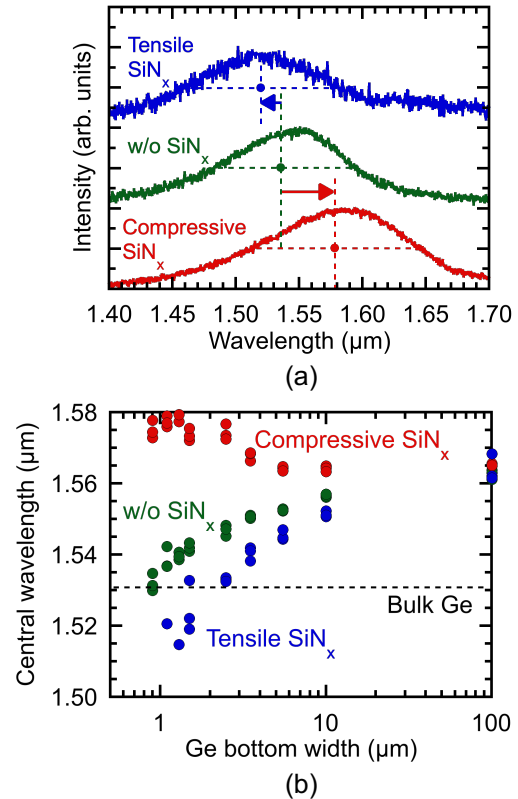 Tensile
SiNx
w/o SiNx
Compressive
SiNx
Intensity (arb. units)
1.40 1.45 1.50 1.55 1.60 1.65 1.70
Wavelength (μm)
(a)
1.58
1.56
1.54
1.52
1.50
Central wavelength (μm)
Compressive SiNx
w/o SiNx
Bulk Ge
Tensile SiNx
1 10 100
Ge bottom width (μm)
(b)